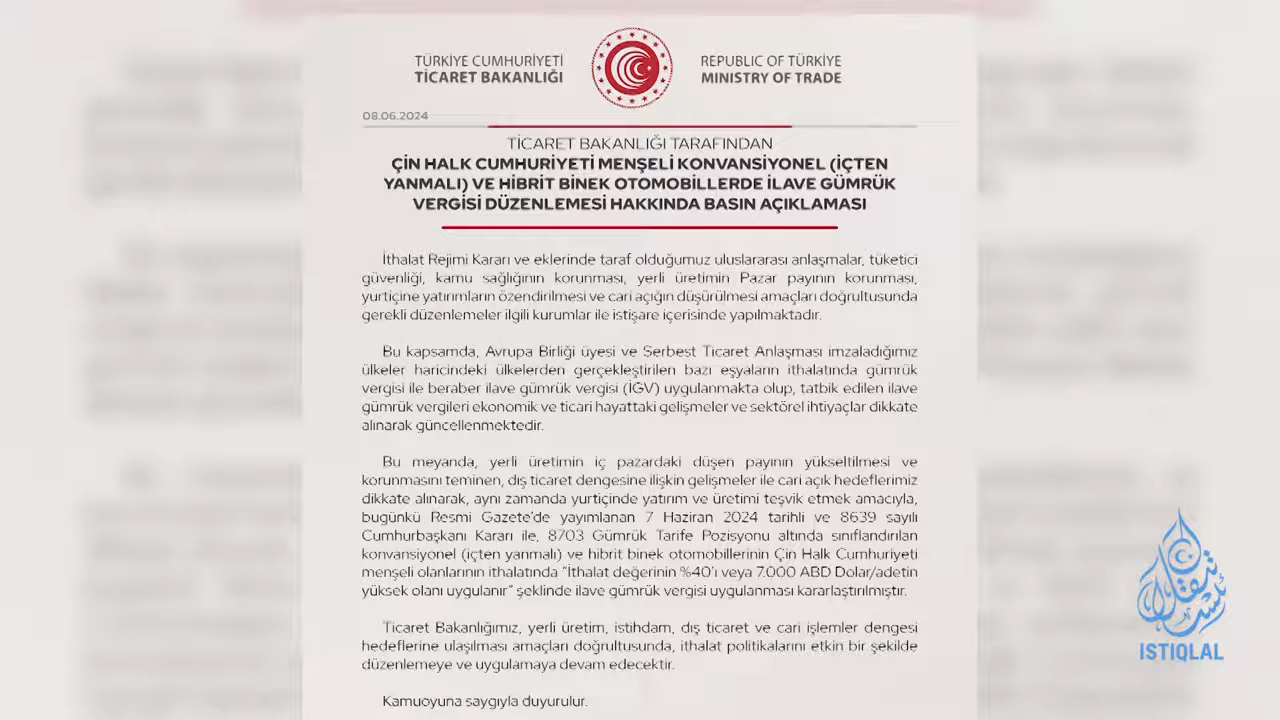 TÜRKİYE CUMHURİYETİ
TİCARET BAKANLIĞI
REPUBLIC OF TÜRKİYE
MINISTRY OF TRADE
08.06.2024
TİCARET BAKANLIĞI TARAFINDAN
ÇİN HALK CUMHURİYETİ MENŞELİ KONVANSİYONEL (İÇTEN
YANMALI) VE HİBRİT BİNEK OTOMOBİLLERDE İLAVE GÜMRÜK
VERGİSİ DÜZENLEMESİ HAKKINDA BASIN AÇIKLAMASI
İthalat Rejimi Kararı ve eklerinde taraf olduğumuz uluslararası anlaşmalar, tüketici
güvenliği, kamu sağlığının korunması, yerli üretimin Pazar payının korunması,
yurtiçine yatırımların özendirilmesi ve cari açığın düşürülmesi amaçları doğrultusunda
gerekli düzenlemeler ilgili kurumlar ile istişare içerisinde yapılmaktadır.
Bu kapsamda, Avrupa Birliği üyesi ve Serbest Ticaret Anlaşması imzaladığımız
ülkeler haricindeki ülkelerden gerçekleştirilen bazı eşyaların ithalatında gümrük
vergisi ile beraber ilave gümrük vergisi (İGV) uygulanmakta olup, tatbik edilen ilave
gümrük vergileri ekonomik ve ticari hayattaki gelişmeler ve sektörel ihtiyaçlar dikkate
alınarak güncellenmektedir.
Bu meyanda, yerli üretimin iç pazardaki düşen payının yükseltilmesi ve
korunmasını teminen, dış ticaret dengesine ilişkin gelişmeler ile cari açık hedeflerimiz
dikkate alınarak, aynı zamanda yurtiçinde yatırım ve üretimi teşvik etmek amacıyla,
bugünkü Resmi Gazete'de yayımlanan 7 Haziran 2024 tarihli ve 8639 sayılı
Cumhurbaşkanı Kararı ile, 8703 Gümrük Tarife Pozisyonu altında sınıflandırılan
konvansiyonel (içten yanmalı) ve hibrit binek otomobillerinin Çin Halk Cumhuriyeti
menşeli olanlarının ithalatında "İthalat değerinin %40'ı veya 7.000 ABD Dolar/adetin
yüksek olanı uygulanır" şeklinde ilave gümrük vergisi uygulanması kararlaştırılmıştır.
Ticaret Bakanlığımız, yerli üretim, istihdam, dış ticaret ve cari işlemler dengesi
hedeflerine ulaşılması amaçları doğrultusunda, ithalat politikalarını etkin bir şekilde
düzenlemeye ve uygulamaya devam edecektir.
Kamuoyuna saygıyla duyurulur.
ISTIQLAL